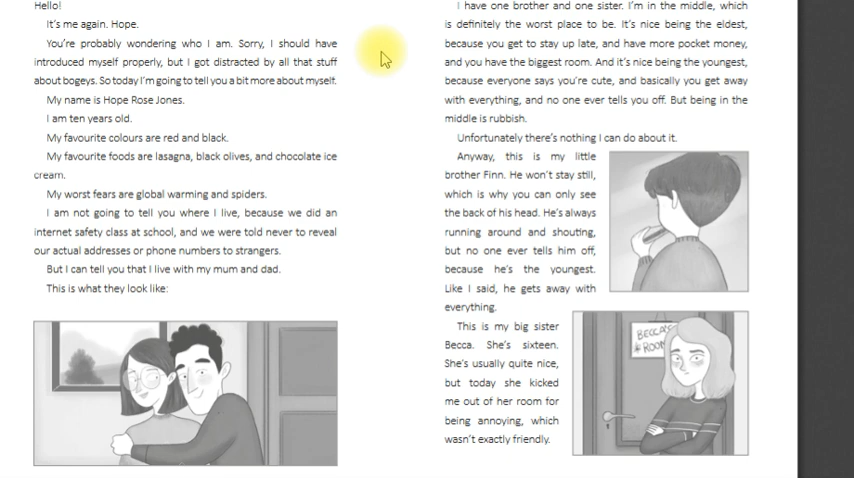 Hello!
It's me again. Hope.
You're probably wondering who I am. Sorry, I should have
introduced myself properly, but I got distracted by all that stuff
about bogeys. So today I'm going to tell you a bit more about myself.
My name is Hope Rose Jones.
I am ten years old.
My favourite colours are red and black.
My favourite foods are lasagna, black olives, and chocolate ice
cream.
My worst fears are global warming and spiders.
I am not going to tell you where I live, because we did an
internet safety class at school, and we were told never to reveal
our actual addresses or phone numbers to strangers.
But I can tell you that I live with my mum and dad.
This is what they look like:
I have one brother and one sister. I'm in the middle, which
is definitely the worst place to be. It's nice being the eldest,
because you get to stay up late, and have more pocket money,
and you have the biggest room. And it's nice being the youngest,
because everyone says you're cute, and basically you get away
with everything, and no one ever tells you off. But being in the
middle is rubbish.
Unfortunately there's nothing I can do about it.
Anyway, this is my little
brother Finn. He won't stay still,
which is why you can only see
the back of his head. He's always
running around and shouting,
but no one ever tells him off,
because he's the youngest.
Like I said, he gets away with
everything.
This is my big sister
Becca. She's sixteen.
She's usually quite nice,
but today she kicked
me out of her room for
being annoying, which
wasn't exactly friendly.
BECCA'S
ROOM